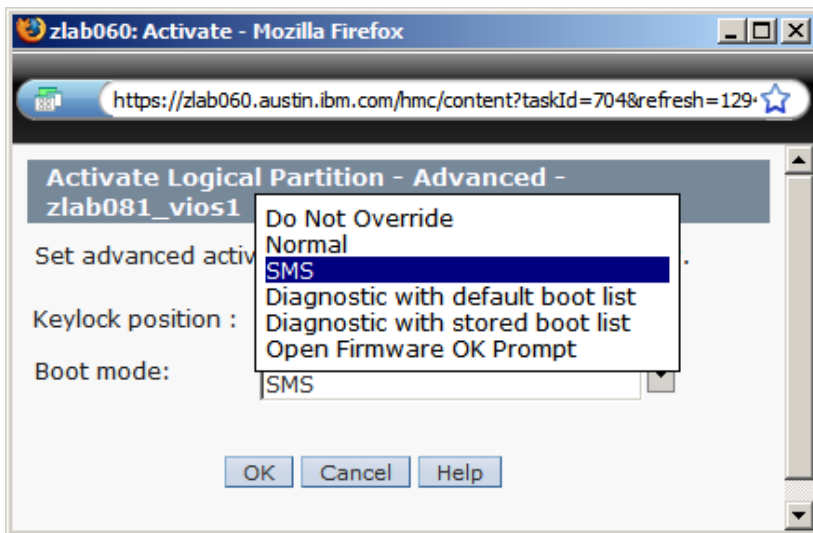 zlab060: Activate - Mozilla Firefox
https://zlab060.austin.ibm.com/hmc/content?taskId=704&refresh=129
Activate Logical Partition - Advanced -
zlab081_vios1
Set advanced activ
.
Keylock position :
Do Not Override
Normal
SMS
Diagnostic with default boot list
Diagnostic with stored boot list
Open Firmware OK Prompt
Boot mode:
SMS
OK Cancel Help